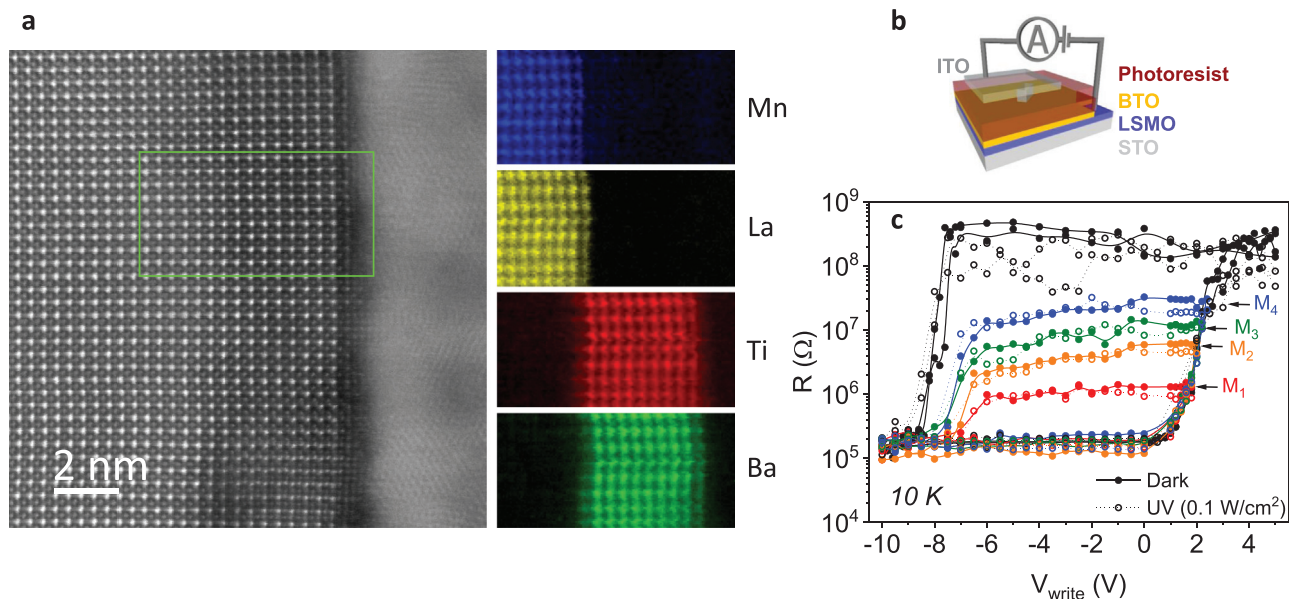 a
2 nm
Mn
La
Ti
Ba
b
A
ITO
Photoresist
BTO
LSMO
STO
c
R (Ω)
10⁹
10⁸
10⁷
10⁶
10⁵
10⁴
M₄
M₃
M₂
M₁
10 K
Dark
UV (0.1 W/cm²)
-10 -8 -6 -4 -2 0 2 4
V_write (V)